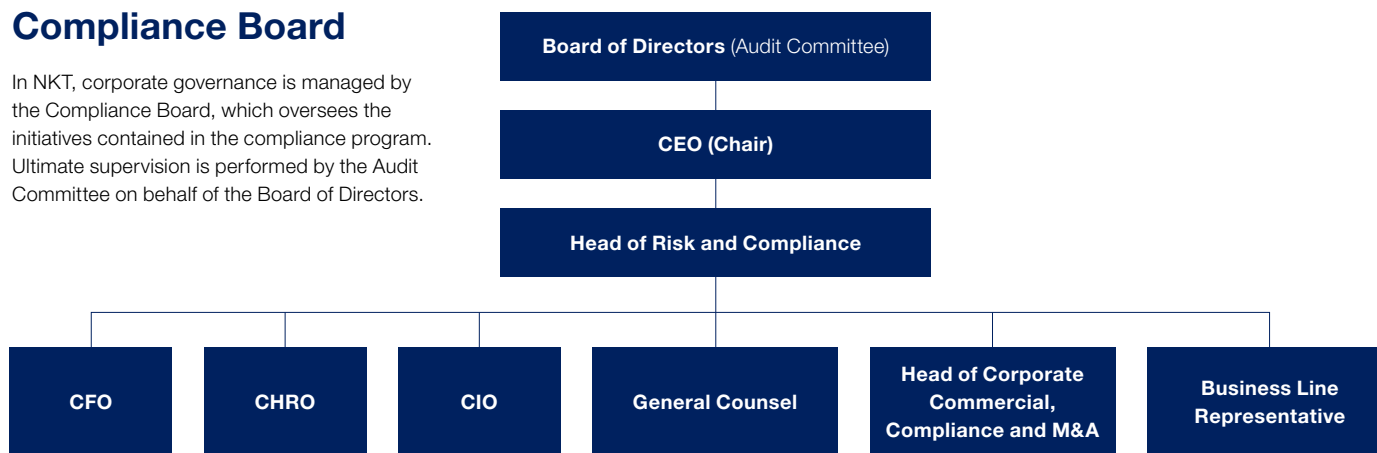 Compliance Board
In NKT, corporate governance is managed by
the Compliance Board, which oversees the
initiatives contained in the compliance program.
Ultimate supervision is performed by the Audit
Committee on behalf of the Board of Directors.
Board of Directors (Audit Committee)
CEO (Chair)
Head of Risk and Compliance
CFO
CHRO
CIO
General Counsel
Head of Corporate
Commercial,
Compliance and M&A
Business Line
Representative